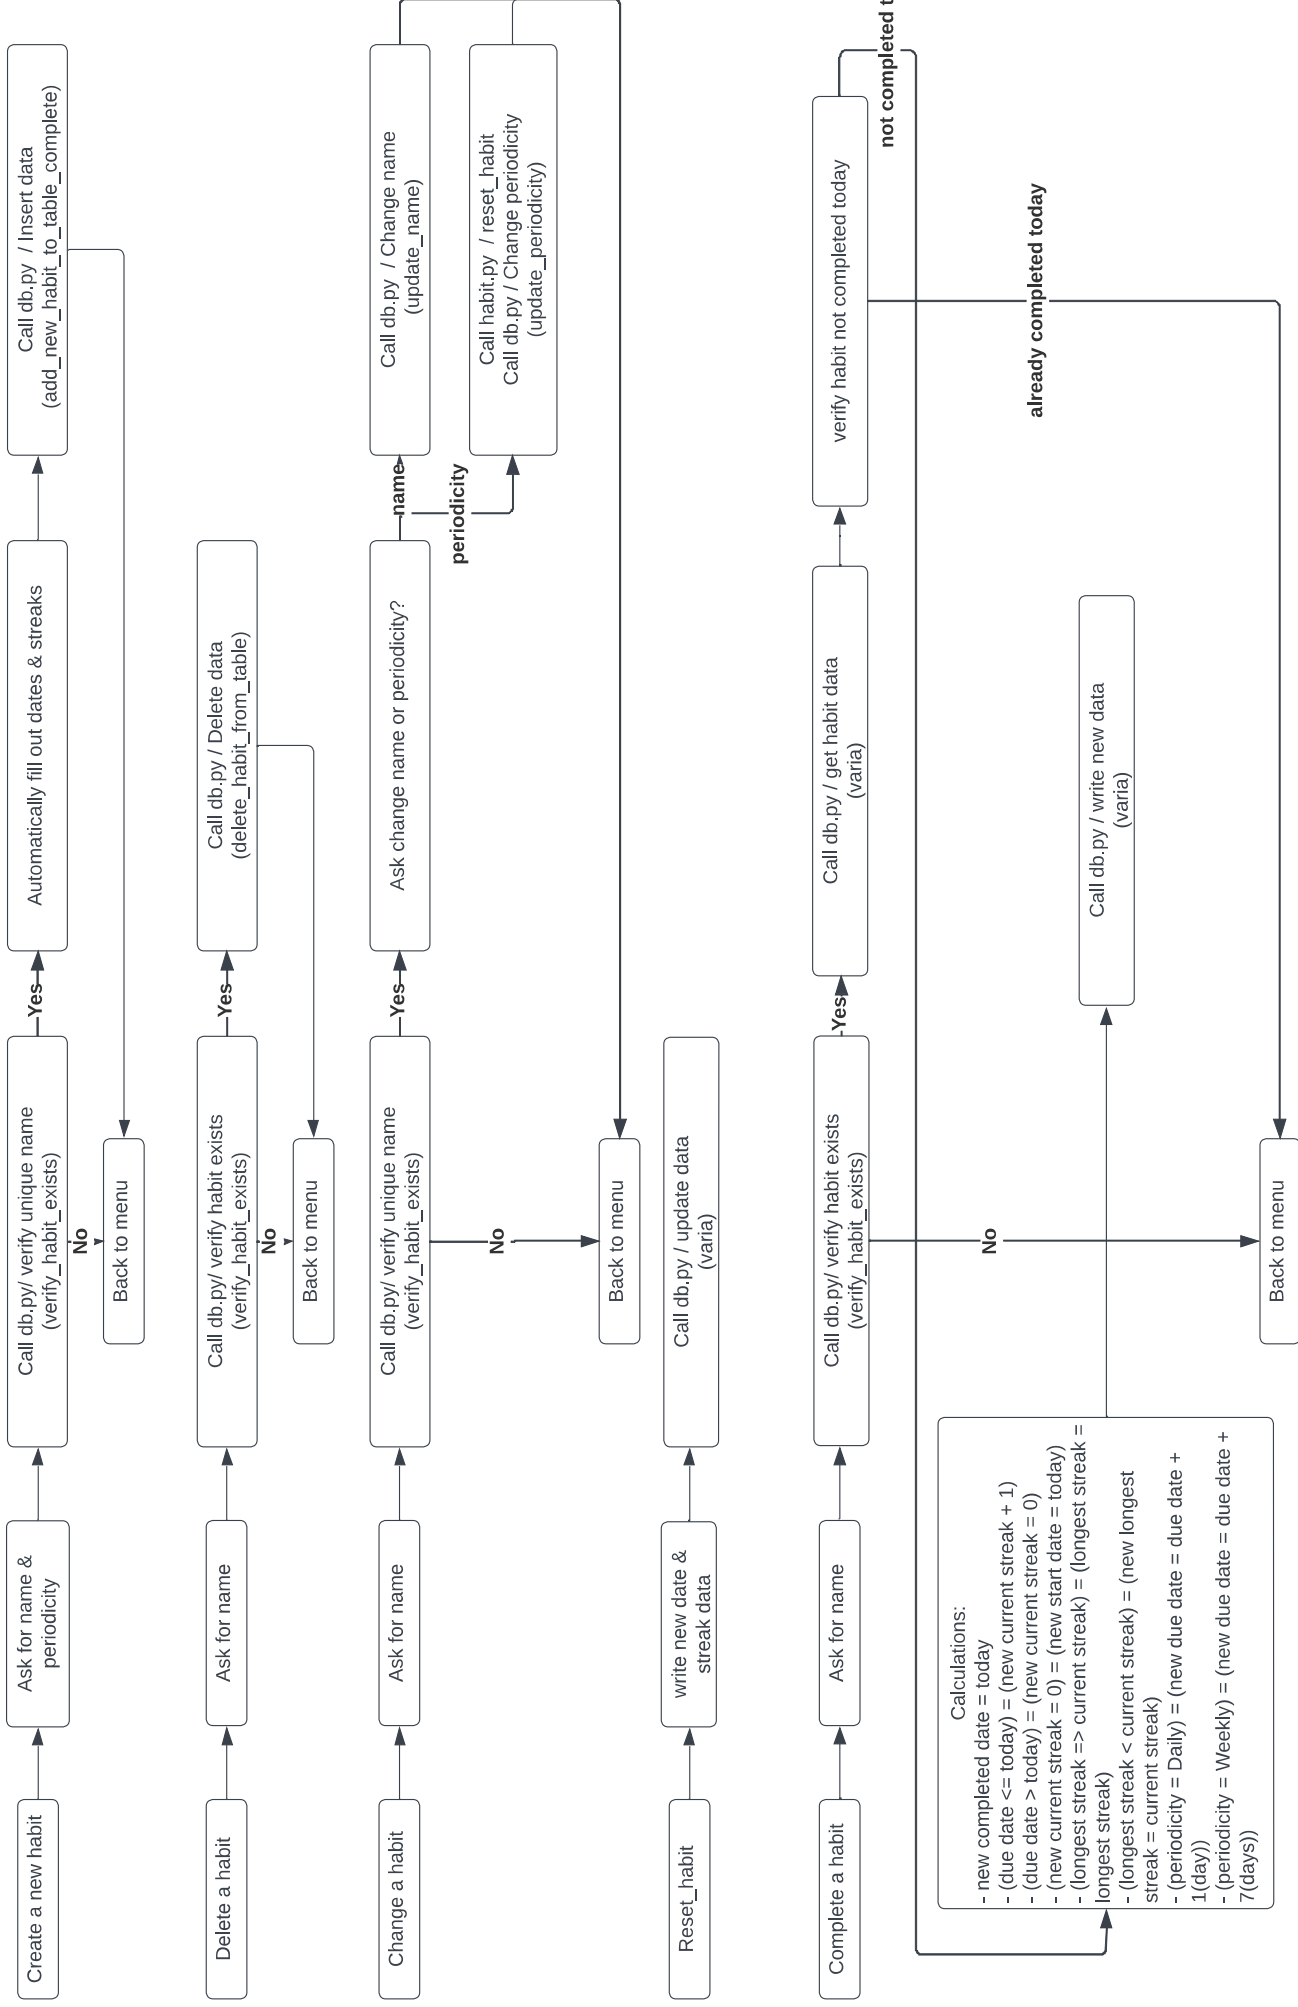 Create a new habit
Ask for name &
periodicity
Call db.py/ verify unique name
(verify_habit_exists)
Yes
Automatically fill out dates & streaks
Call db.py  / Insert data
(add_new_habit_to_table_complete)
No
Back to menu
Delete a habit
Ask for name
Call db.py/ verify habit exists
(verify_habit_exists)
Yes
Call db.py / Delete data
(delete_habit_from_table)
No
Back to menu
Change a habit
Ask for name
Call db.py/ verify unique name
(verify_habit_exists)
Yes
Ask change name or periodicity?
name
Call db.py  / Change name
(update_name)
periodicity
Call habit.py  / reset_habit
Call db.py / Change periodicity
(update_periodicity)
No
Back to menu
Reset_habit
write new date &
streak data
Call db.py / update data
(varia)
Complete a habit
Ask for name
Call db.py/ verify habit exists
(verify_habit_exists)
Yes
Call db.py / get habit data
(varia)
verify habit not completed today
not completed t
already completed today
No
Back to menu
Calculations:
- new completed date = today
- (due date <= today) = (new current streak + 1)
- (due date > today) = (new current streak = 0)
- (new current streak = 0) = (new start date = today)
- (longest streak => current streak) = (longest streak =
longest streak)
- (longest streak < current streak) = (new longest
streak = current streak)
- (periodicity = Daily) = (new due date = due date +
1(day))
- (periodicity = Weekly) = (new due date = due date +
7(days))
Call db.py / write new data
(varia)